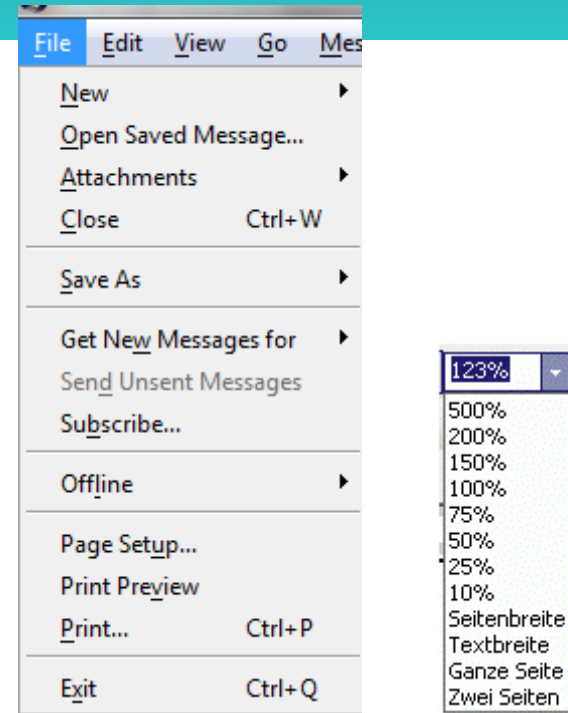 File Edit View Go Mes
New
Open Saved Message...
Attachments
Close Ctrl+W
Save As
Get New Messages for
Send Unsent Messages
Subscribe...
Offline
Page Setup...
Print Preview
Print... Ctrl+P
Exit Ctrl+Q
123%
500%
200%
150%
100%
75%
50%
25%
10%
Seitenbreite
Textbreite
Ganze Seite
Zwei Seiten